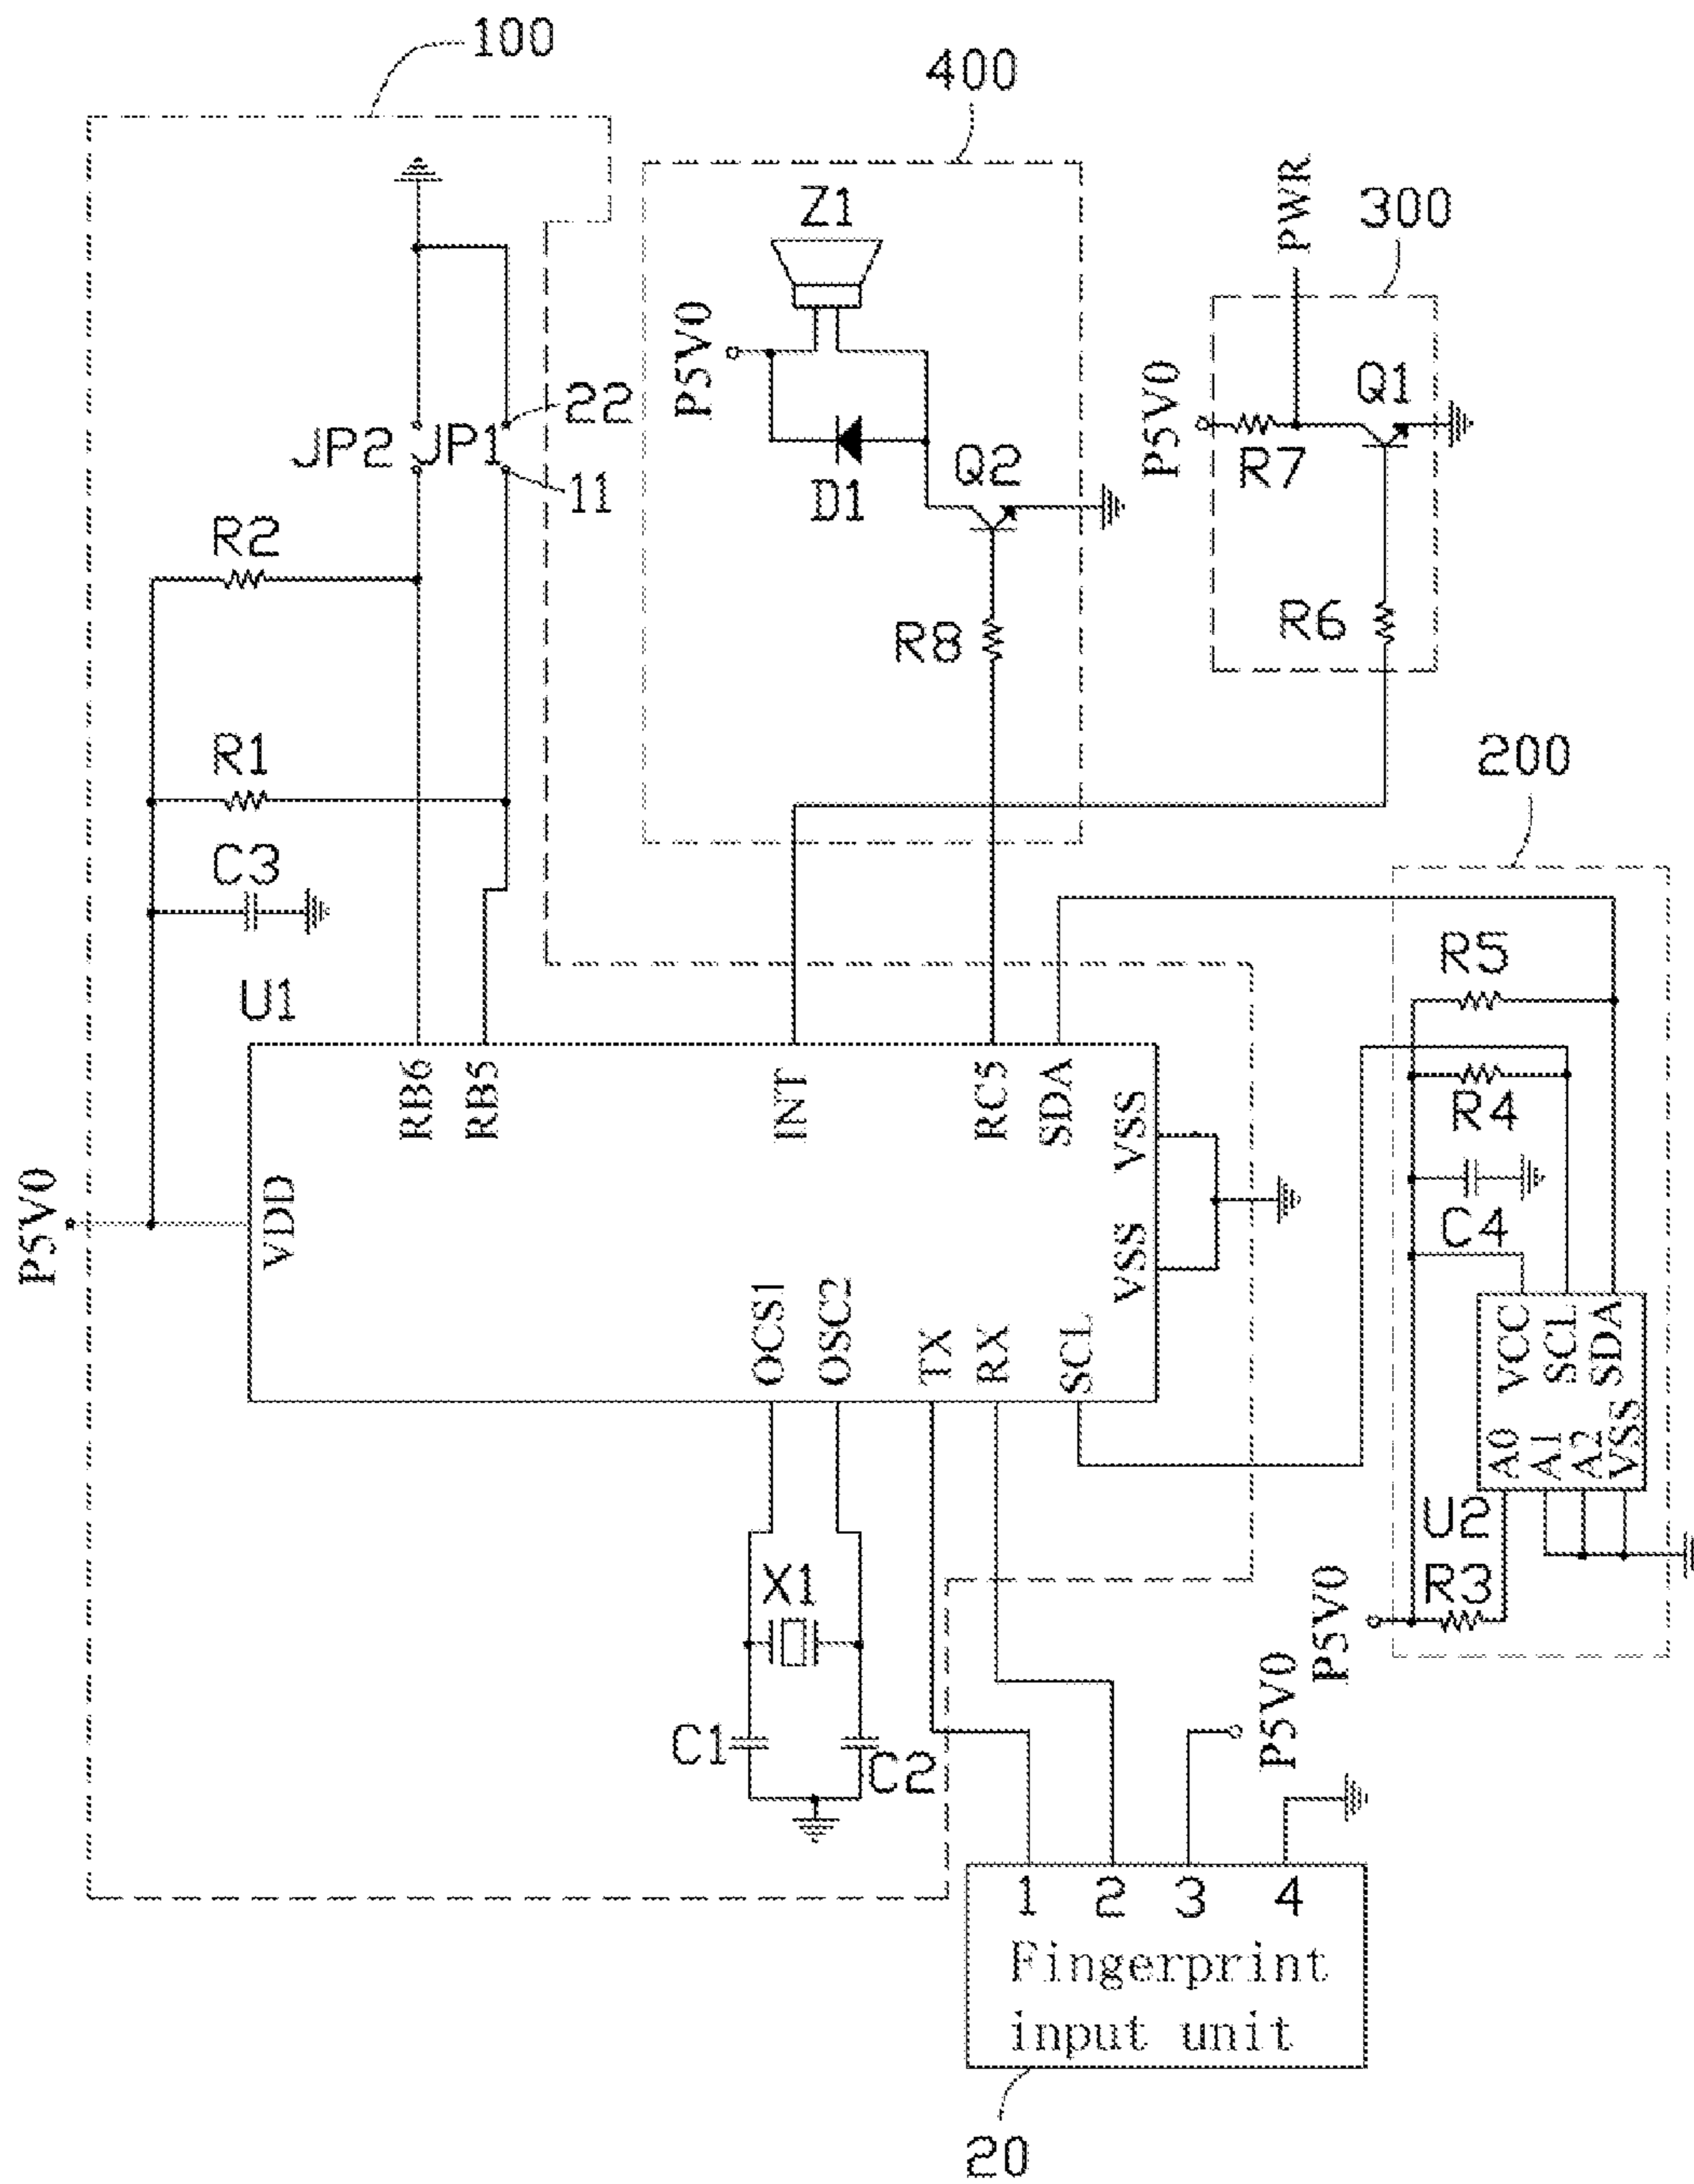 100
400
Z1
PWR
300
P5V0
P5V0
Q1
22
JP2
JP1
R7
11
D1
Q2
R2
R6
R8
R1
200
C3
R5
U1
RB6
RB5
INT
RC5
SDA
VSS
R4
P5V0
VDD
C4
VSS
OCS1
OSC2
TX
RX
SCL
VCC
SCL
SDA
A0
A1
A2
VSS
U2
X1
R3
P5V0
P5V0
C1
C2
1 2 3 4
Fingerprint
input unit
20